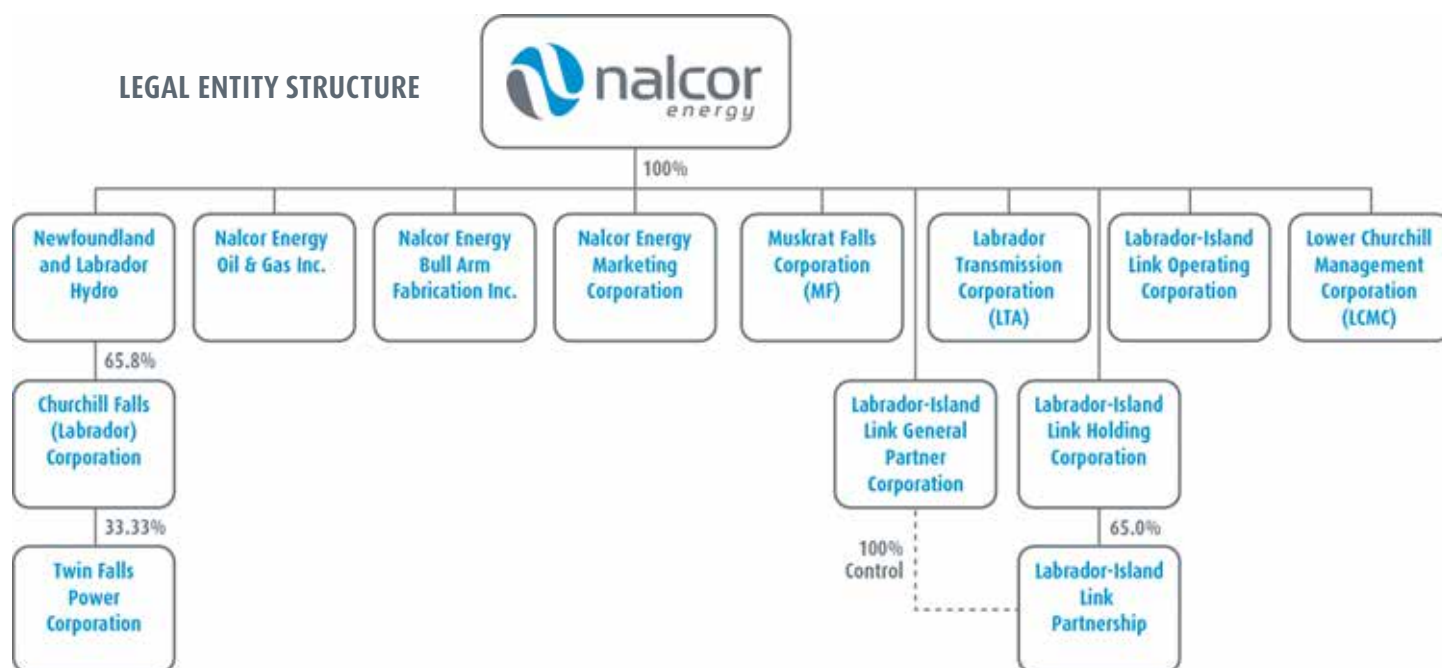 LEGAL ENTITY STRUCTURE
nalcor
energy
100%
Newfoundland
and Labrador
Hydro
Nalcor Energy
Oil & Gas Inc.
Nalcor Energy
Bull Arm
Fabrication Inc.
Nalcor Energy
Marketing
Corporation
Muskrat Falls
Corporation
(MF)
Labrador
Transmission
Corporation
(LTA)
Labrador-Island
Link Operating
Corporation
Lower Churchill
Management
Corporation
(LCMC)
65.8%
Churchill Falls
(Labrador)
Corporation
Labrador-Island
Link General
Partner
Corporation
Labrador-Island
Link Holding
Corporation
33.33%
100%
Control
65.0%
Twin Falls
Power
Corporation
Labrador-Island
Link
Partnership